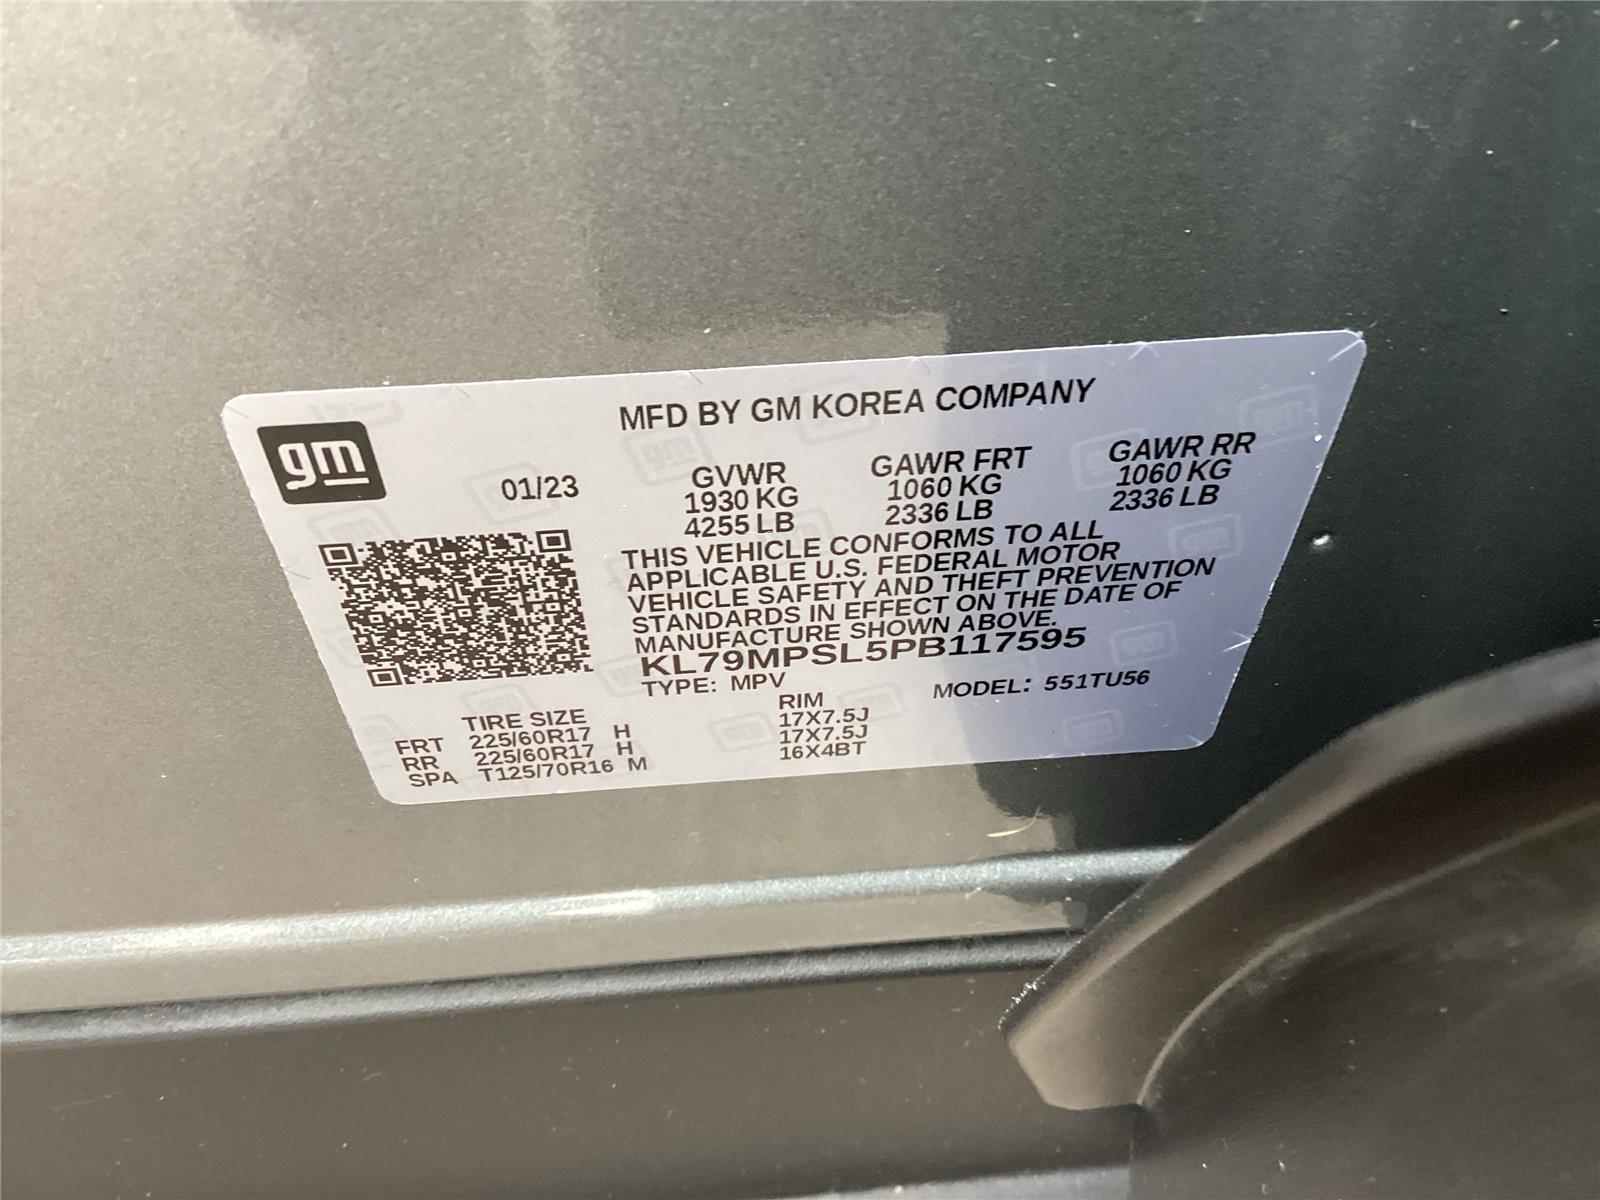 MFD BY GM KOREA COMPANY
gm
01/23
GVWR GAWR FRT GAWR RR
1930 KG 1060 KG 1060 KG
4255 LB 2336 LB 2336 LB
THIS VEHICLE CONFORMS TO ALL
APPLICABLE U.S. FEDERAL MOTOR
VEHICLE SAFETY AND THEFT PREVENTION
STANDARDS IN EFFECT ON THE DATE OF
MANUFACTURE SHOWN ABOVE.
KL79MPSL5PB117595
TYPE: MPV MODEL: 551TU56
TIRE SIZE RIM
FRT 225/60R17 H 17X7.5J
RR 225/60R17 H 17X7.5J
SPA T125/70R16 M 16X4BT